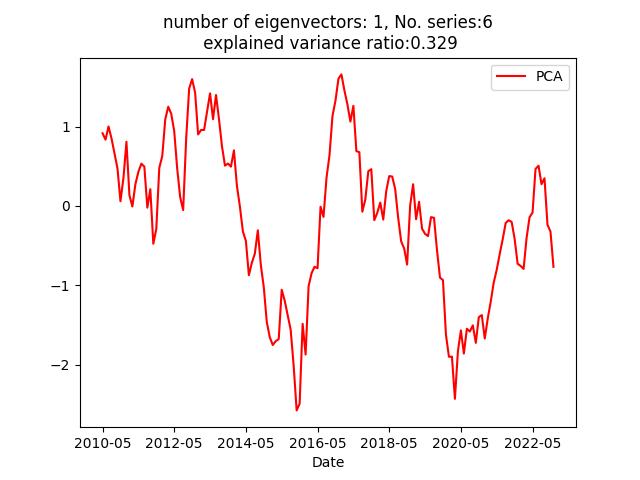 number of eigenvectors: 1, No. series:6
explained variance ratio:0.329
PCA
1
0
−1
−2
2010-05 2012-05 2014-05 2016-05 2018-05 2020-05 2022-05
Date